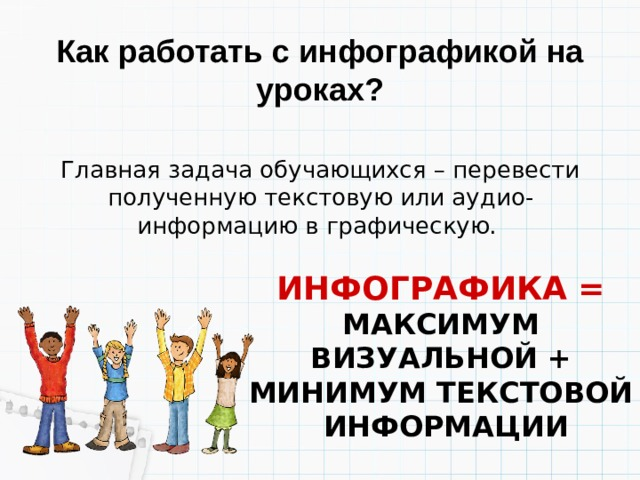 Как работать с инфографикой на
уроках?
Главная задача обучающихся – перевести
полученную текстовую или аудио-
информацию в графическую.
ИНФОГРАФИКА =
МАКСИМУМ
ВИЗУАЛЬНОЙ +
МИНИМУМ ТЕКСТОВОЙ
ИНФОРМАЦИИ